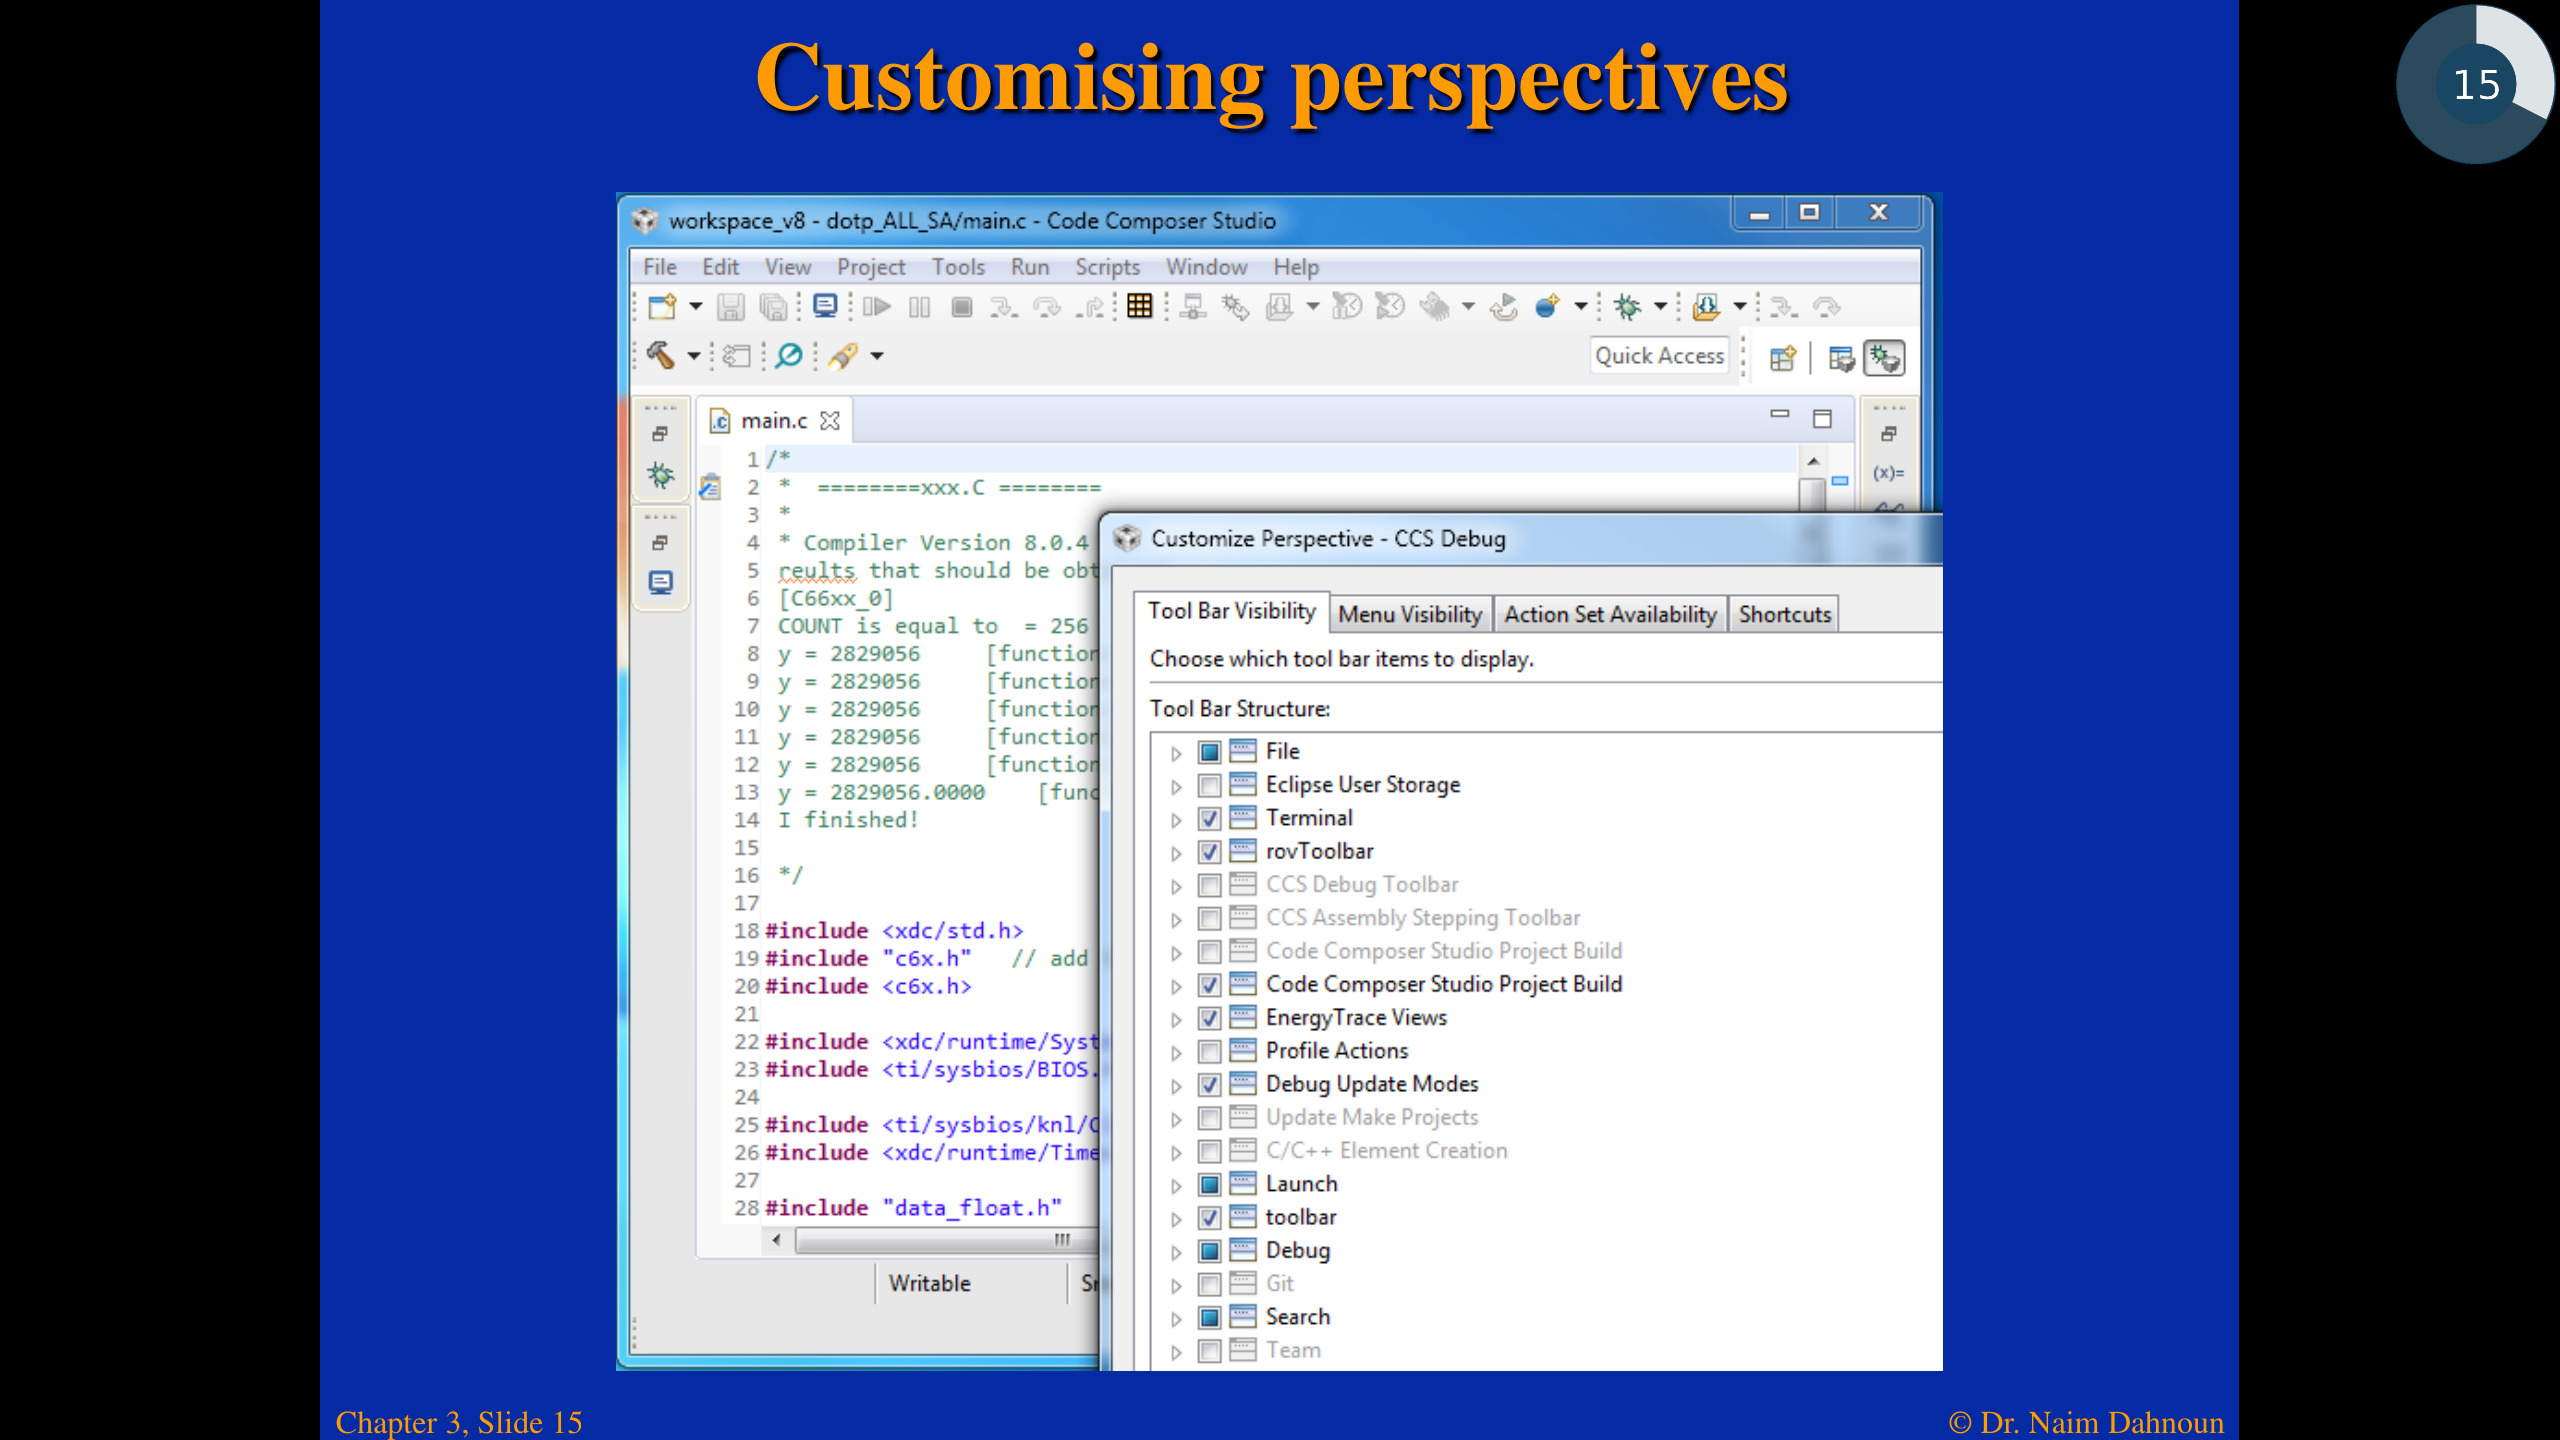 Customising perspectives
15
workspace_v8 - dotp_ALL_SA/main.c - Code Composer Studio
File Edit View Project Tools Run Scripts Window Help
Quick Access
main.c
(x)=
1 /*
2 * ========xxx.C ========
3 *
4 * Compiler Version 8.0.4
5 reults that should be obt
6 [C66xx_0]
7 COUNT is equal to = 256
8 y = 2829056 [function
9 y = 2829056 [function
10 y = 2829056 [function
11 y = 2829056 [function
12 y = 2829056 [function
13 y = 2829056.0000 [func
14 I finished!
15
16 */
17
18 #include <xdc/std.h>
19 #include "c6x.h" // add
20 #include <c6x.h>
21
22 #include <xdc/runtime/Syst
23 #include <ti/sysbios/BIOS.
24
25 #include <ti/sysbios/knl/C
26 #include <xdc/runtime/Time
27
28 #include "data_float.h"
Writable
Customize Perspective - CCS Debug
Tool Bar Visibility Menu Visibility Action Set Availability Shortcuts
Choose which tool bar items to display.
Tool Bar Structure:
File
Eclipse User Storage
Terminal
rovToolbar
CCS Debug Toolbar
CCS Assembly Stepping Toolbar
Code Composer Studio Project Build
Code Composer Studio Project Build
EnergyTrace Views
Profile Actions
Debug Update Modes
Update Make Projects
C/C++ Element Creation
Launch
toolbar
Debug
Git
Search
Team
Chapter 3, Slide 15
© Dr. Naim Dahnoun